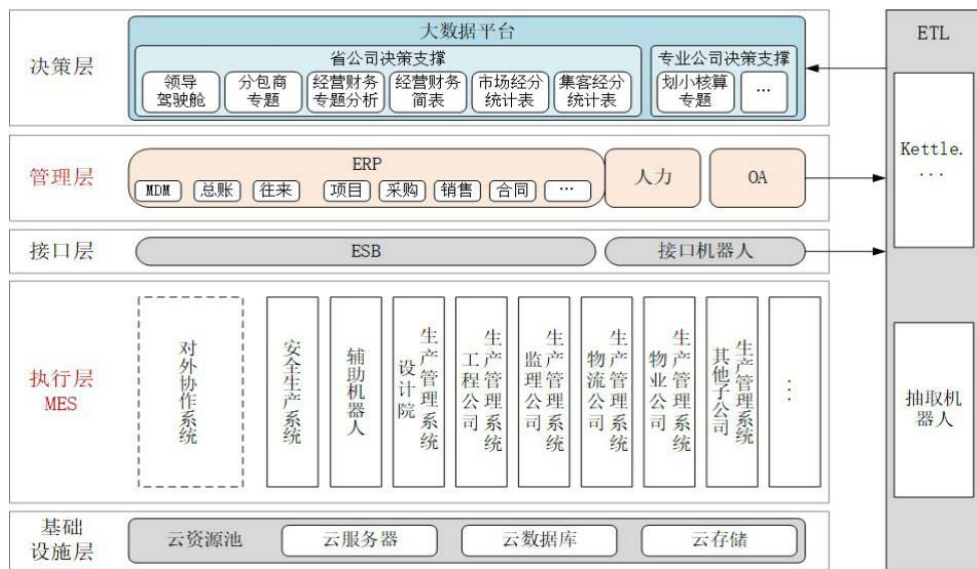 决策层
大数据平台
省公司决策支撑
领导
驾驶舱
分包商
专题
经营财务
专题分析
经营财务
简表
市场经分
统计表
集客经分
统计表
专业公司决策支撑
划小核算
专题
...
管理层
ERP
MDM
总账
往来
项目
采购
销售
合同
...
人力
OA
接口层
ESB
接口机器人
执行层
MES
对外协作系统
安全生产系统
辅助机器人
生产管理系统
设计院
生产管理系统
工程公司
生产管理系统
监理公司
生产管理系统
物流公司
生产管理系统
物业公司
生产管理系统
其他子公司
...
基础
设施层
云资源池
云服务器
云数据库
云存储
ETL
Kettle.
...
抽取机
器人